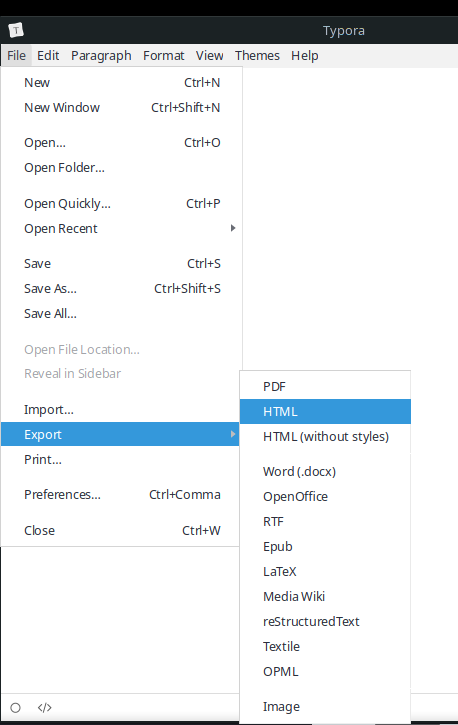 T
Typora
File Edit Paragraph Format View Themes Help
New Ctrl+N
New Window Ctrl+Shift+N
Open... Ctrl+O
Open Folder...
Open Quickly... Ctrl+P
Open Recent
Save Ctrl+S
Save As... Ctrl+Shift+S
Save All...
Open File Location...
Reveal in Sidebar
Import...
Export
Print...
Preferences... Ctrl+Comma
Close Ctrl+W
PDF
HTML
HTML (without styles)
Word (.docx)
OpenOffice
RTF
Epub
LaTeX
Media Wiki
reStructuredText
Textile
OPML
Image
</>